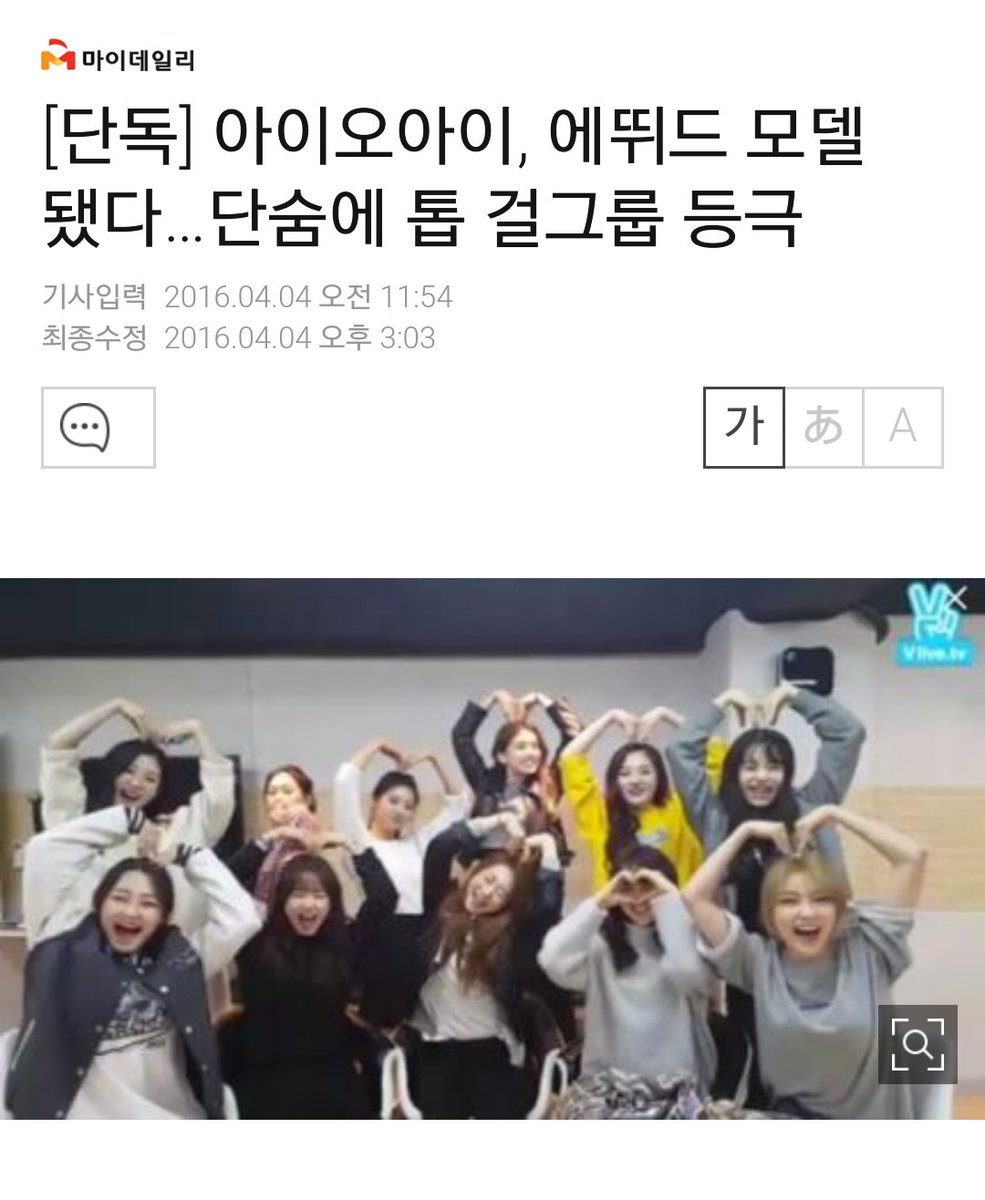 마이데일리
[단독] 아이오아이, 에뛰드 모델
됐다…단숨에 톱 걸그룹 등극
기사입력 2016.04.04 오전 11:54
최종수정 2016.04.04 오후 3:03
가 あ A
V
Vlive.tv